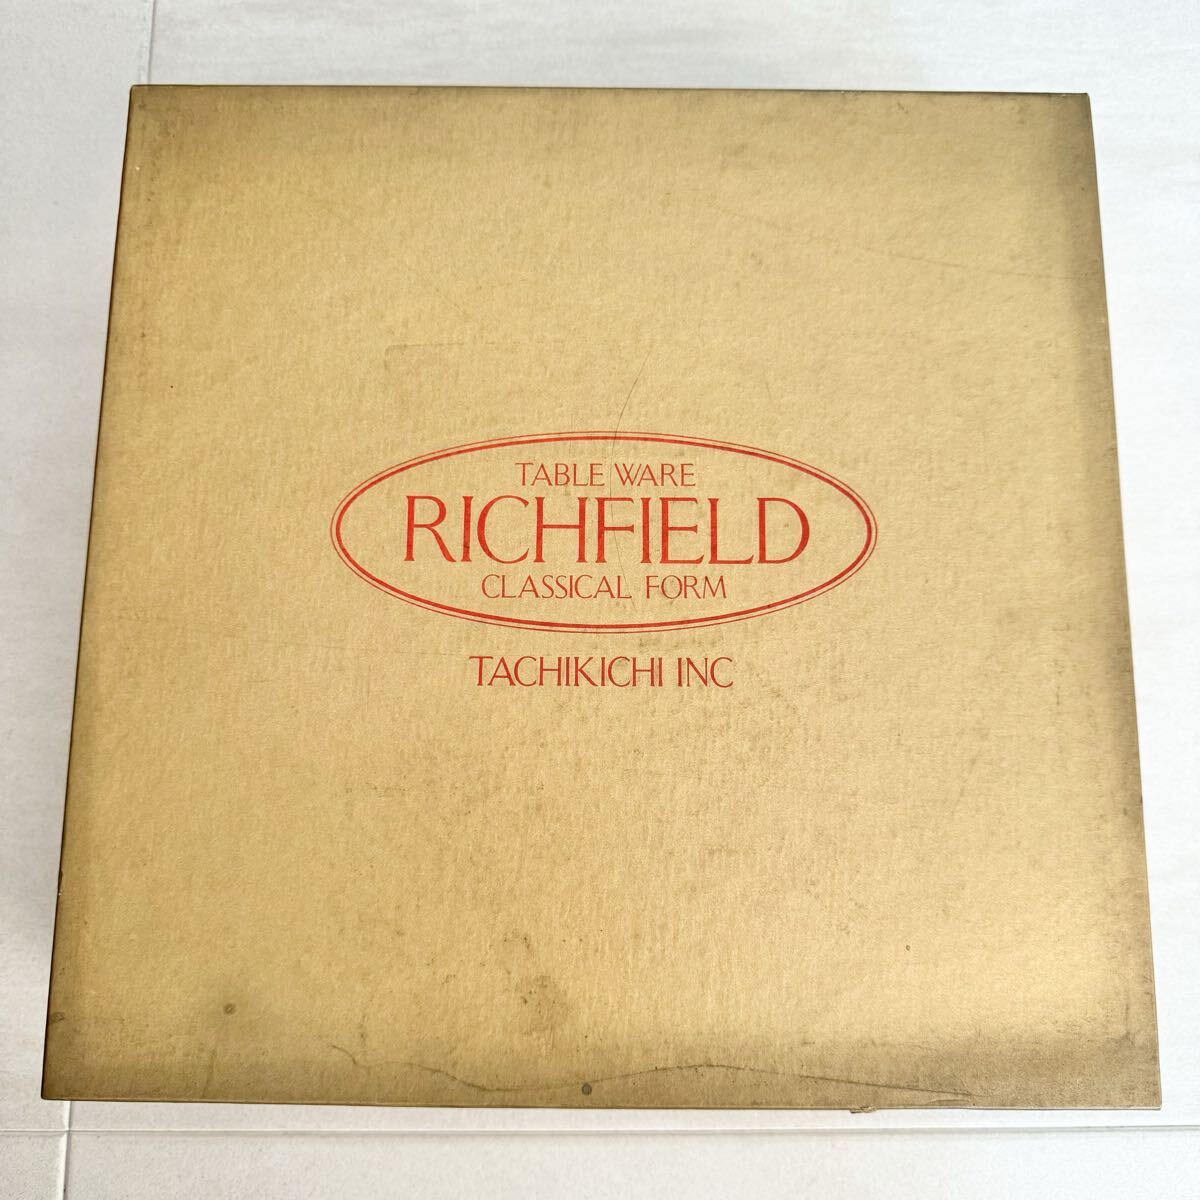 TABLE WARE
RICHFIELD
CLASSICAL FORM
TACHIKICHI INC